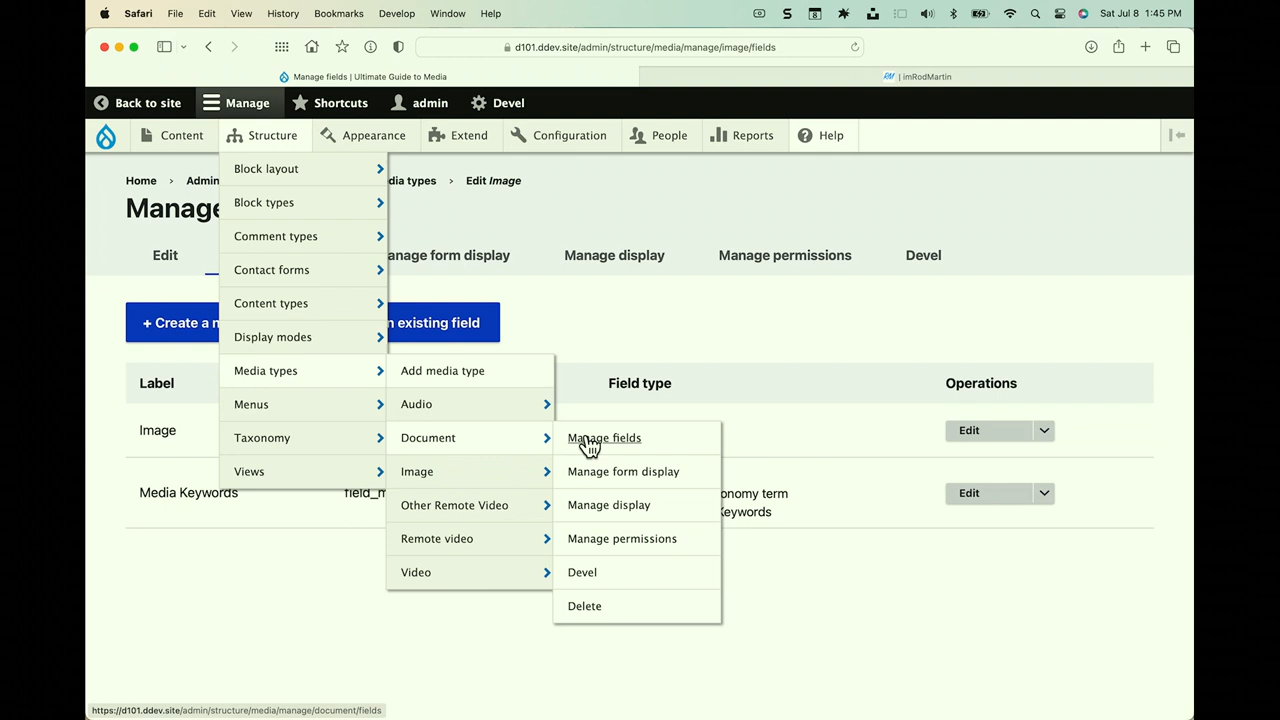 Safari File Edit View History Bookmarks Develop Window Help Sat Jul 8 1:45 PM
d101.ddev.site/admin/structure/media/manage/image/fields
Manage fields | Ultimate Guide to Media
| imRodMartin
Back to site Manage Shortcuts admin Devel
Content Structure Appearance Extend Configuration People Reports Help
Block layout
Block types
Comment types
Contact forms
Content types
Display modes
Media types
Menus
Taxonomy
Views
Add media type
Audio
Document
Image
Other Remote Video
Remote video
Video
Manage fields
Manage form display
Manage display
Manage permissions
Devel
Delete
Home › Admin dia types › Edit Image
Manage
Edit anage form display Manage display Manage permissions Devel
+ Create a n n existing field
Label Field type Operations
Image Edit
Media Keywords field_m onomy term Edit
Keywords
https://d101.ddev.site/admin/structure/media/manage/document/fields